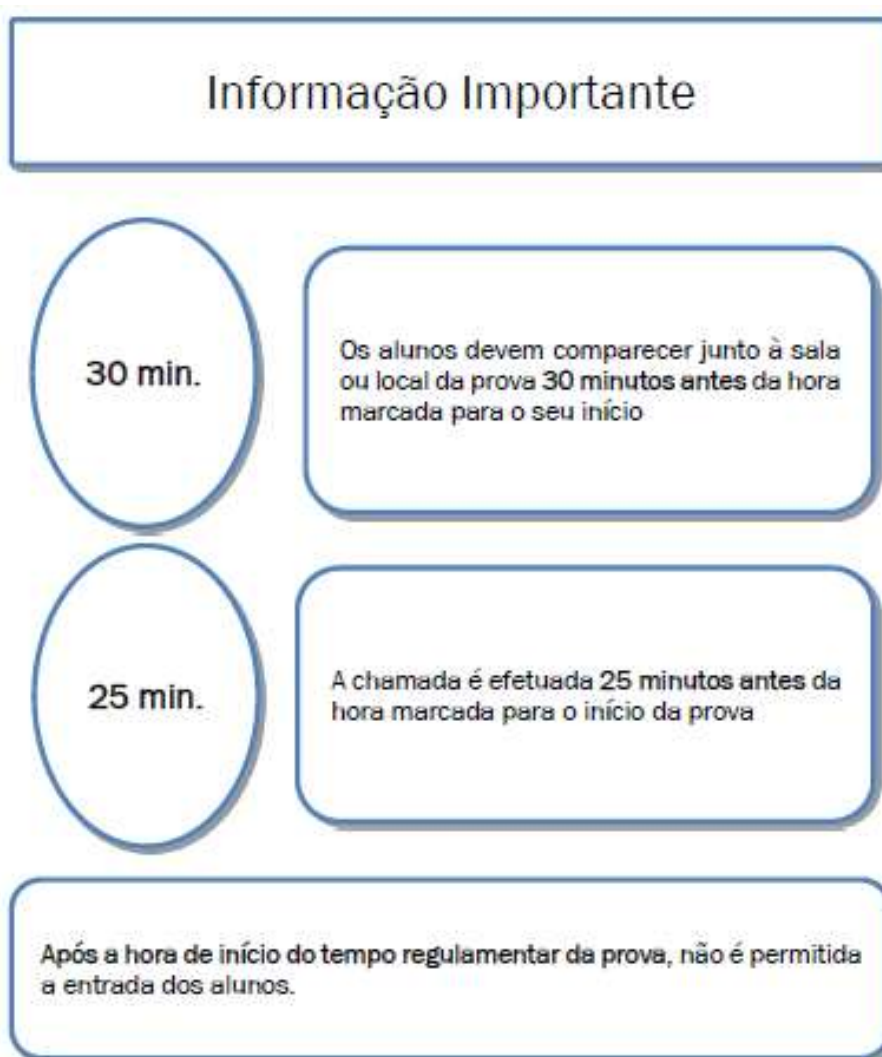 Informação Importante
30 min.
Os alunos devem comparecer junto à sala
ou local da prova 30 minutos antes da hora
marcada para o seu início
25 min.
A chamada é efetuada 25 minutos antes da
hora marcada para o início da prova
Após a hora de início do tempo regulamentar da prova, não é permitida
a entrada dos alunos.